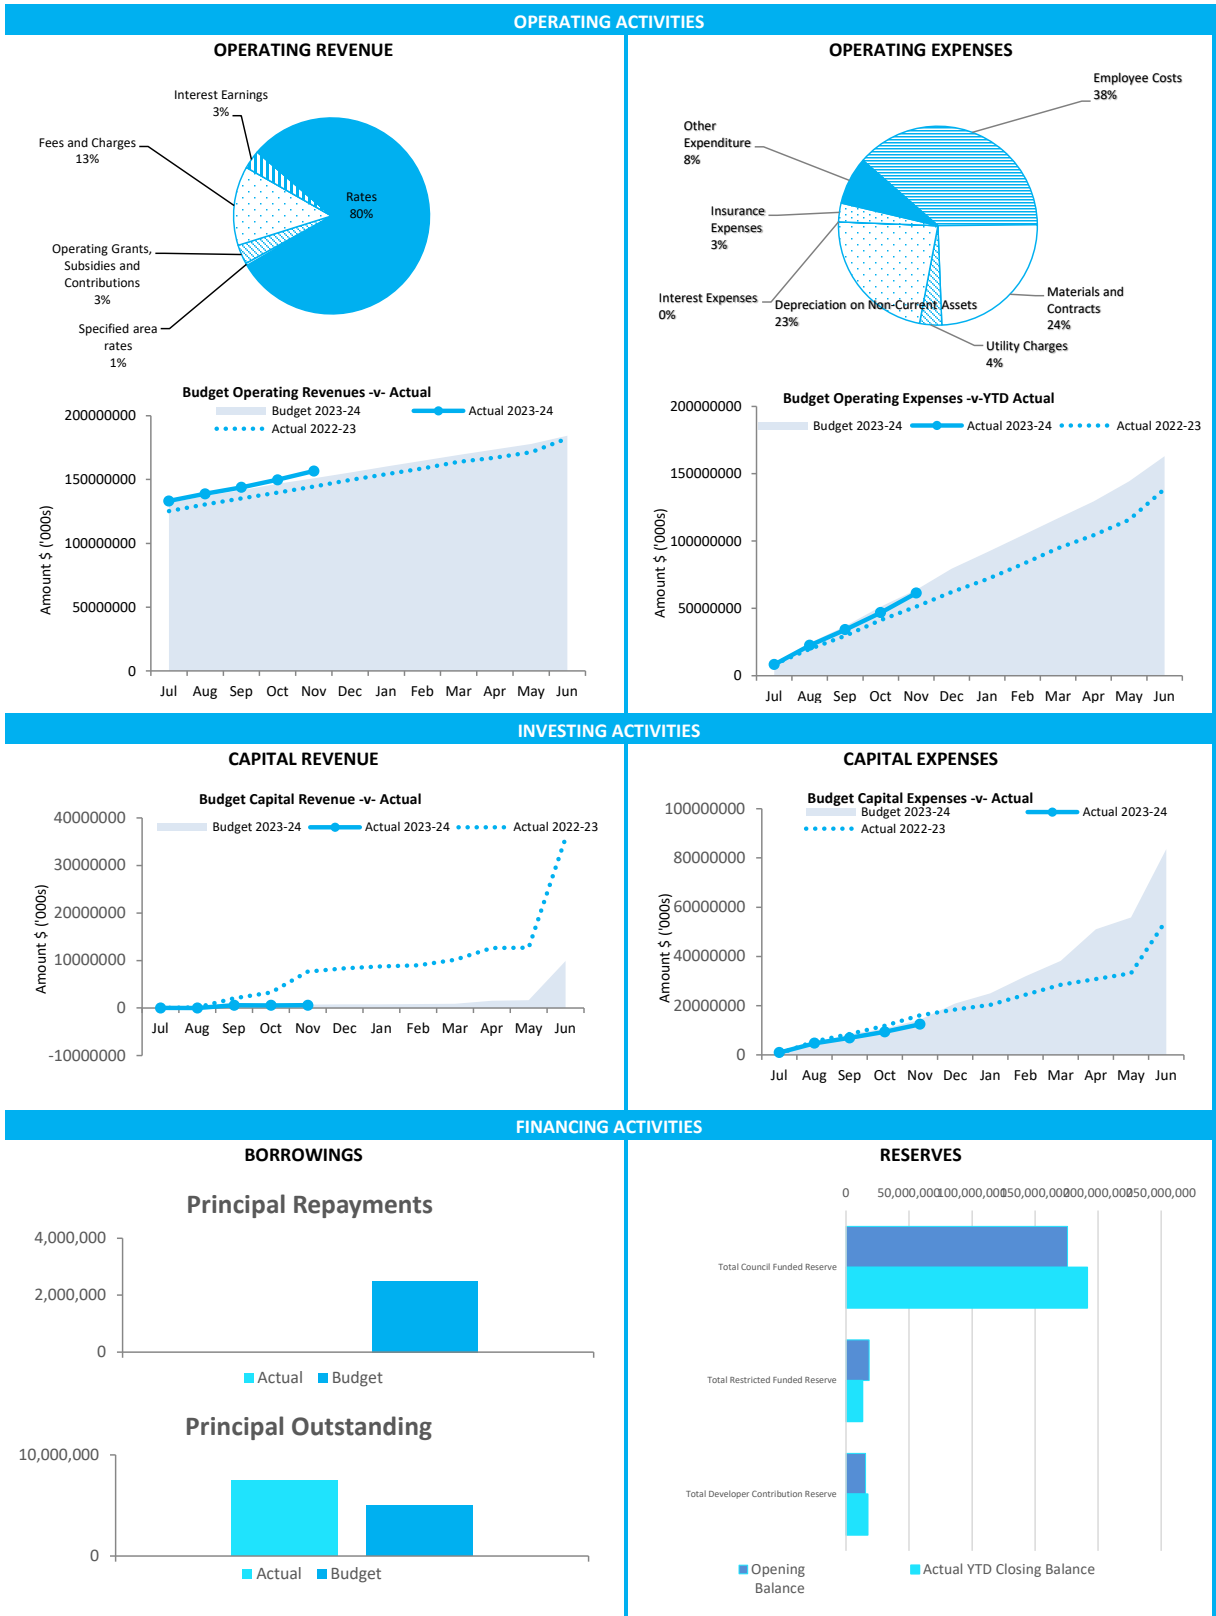 OPERATING ACTIVITIES
OPERATING REVENUE
Interest Earnings
3%
Fees and Charges
13%
Rates
80%
Operating Grants,
Subsidies and
Contributions
3%
Specified area
rates
1%
OPERATING EXPENSES
Employee Costs
38%
Other
Expenditure
8%
Insurance
Expenses
3%
Interest Expenses
0%
Depreciation on Non-Current Assets
23%
Materials and
Contracts
24%
Utility Charges
4%
Budget Operating Revenues -v- Actual
Budget 2023-24
Actual 2023-24
Actual 2022-23
200000000
150000000
100000000
50000000
0
Amount $ ('000s)
Jul Aug Sep Oct Nov Dec Jan Feb Mar Apr May Jun
Budget Operating Expenses -v-YTD Actual
Budget 2023-24 Actual 2023-24 Actual 2022-23
200000000
150000000
100000000
50000000
0
Amount $ ('000s)
Jul Aug Sep Oct Nov Dec Jan Feb Mar Apr May Jun
INVESTING ACTIVITIES
CAPITAL REVENUE
Budget Capital Revenue -v- Actual
Budget 2023-24 Actual 2023-24 Actual 2022-23
40000000
30000000
20000000
10000000
0
-10000000
Amount $ ('000s)
Jul Aug Sep Oct Nov Dec Jan Feb Mar Apr May Jun
CAPITAL EXPENSES
Budget Capital Expenses -v- Actual
Budget 2023-24 Actual 2023-24
Actual 2022-23
100000000
80000000
60000000
40000000
20000000
0
Amount $ ('000s)
Jul Aug Sep Oct Nov Dec Jan Feb Mar Apr May Jun
FINANCING ACTIVITIES
BORROWINGS
Principal Repayments
4,000,000
2,000,000
0
Actual Budget
Principal Outstanding
10,000,000
0
Actual Budget
RESERVES
0 50,000,000 100,000,000 150,000,000 200,000,000 250,000,000
Total Council Funded Reserve
Total Restricted Funded Reserve
Total Developer Contribution Reserve
Opening
Balance
Actual YTD Closing Balance